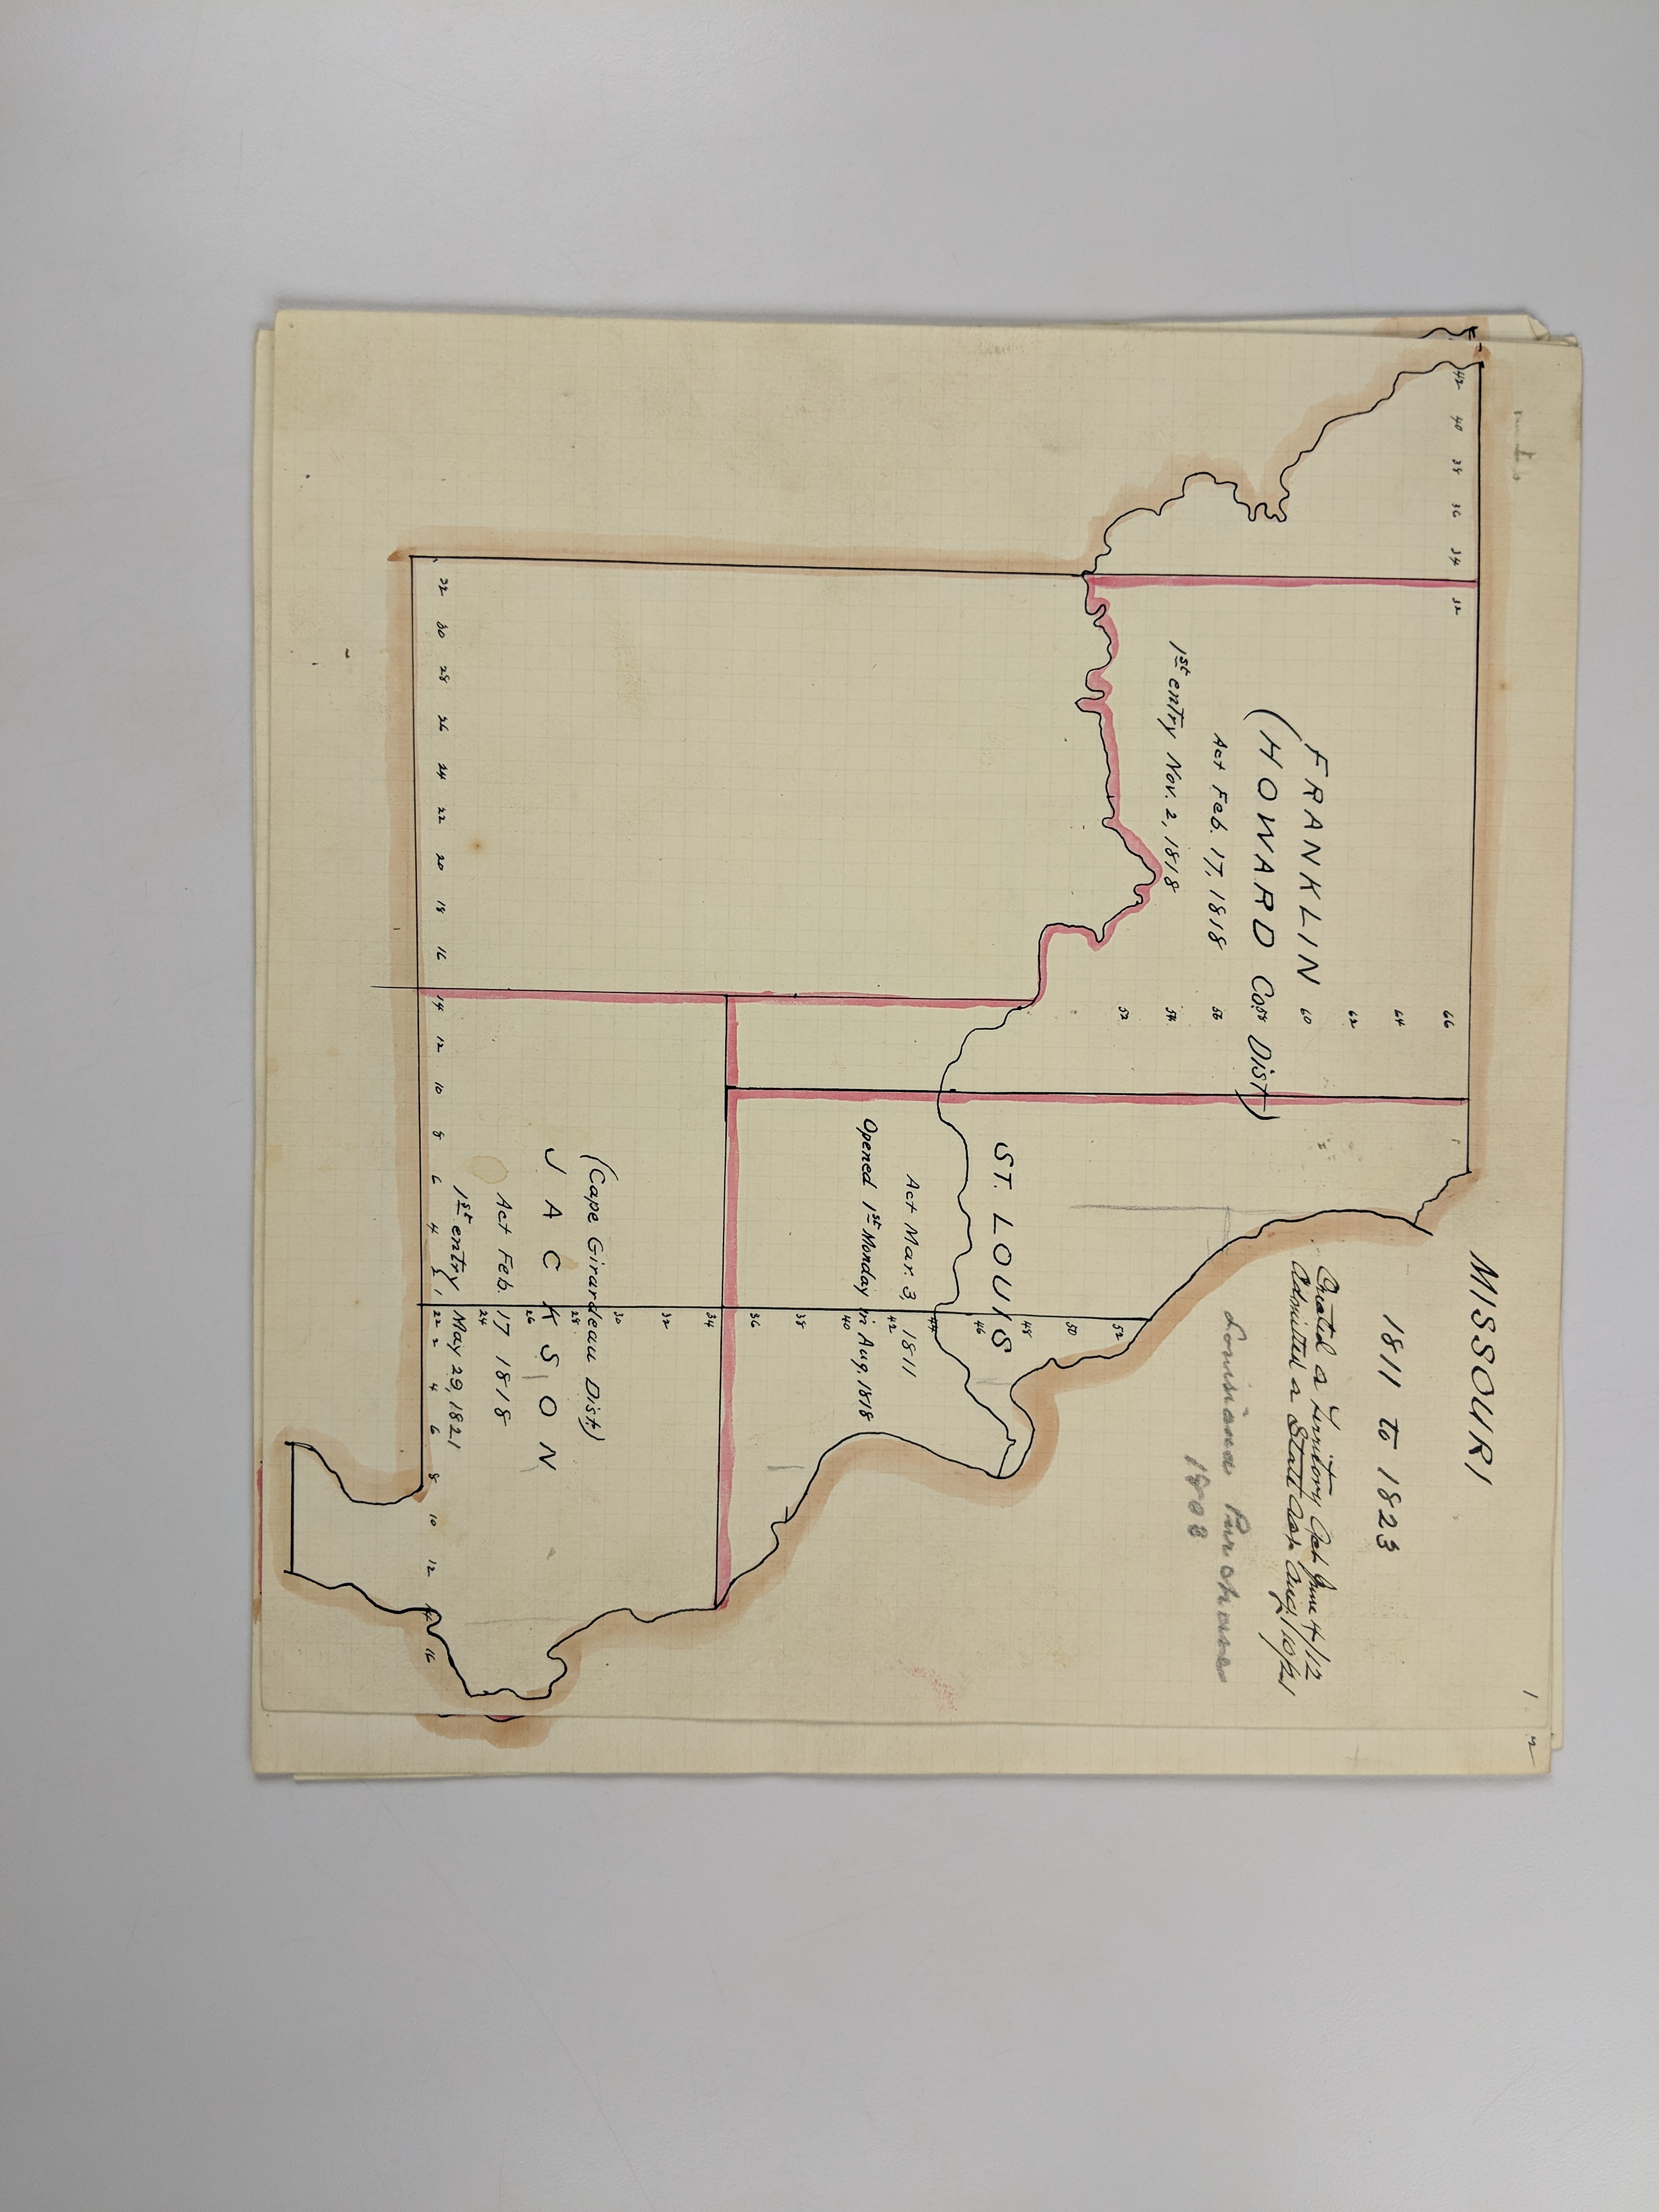 1 2
MISSOURI
1811 to 1823
Created a Territory Act June 4/12
Admitted a State Act Aug. 10/21
Louisiana Purchase
1803
42 40 38 36 34 32
66
64
62
60
58
56
54
52
FRANKLIN
(HOWARD Co. Dist)
Act Feb. 17, 1818
1st entry Nov. 2, 1818
52
50
48
46
44
42
40
38
36
34
32
30
28
26
24
22
ST. LOUIS
Act Mar. 3, 1811
Opened 1st Monday in Aug, 1818
(Cape Girardeau Dist.)
JACKSON
Act Feb. 17 1818
1st entry May 29, 1821
32 30 28 26 24 22 20 18 16 14 12 10 8 6 4 2 1 2 4 6 8 10 12 14 16